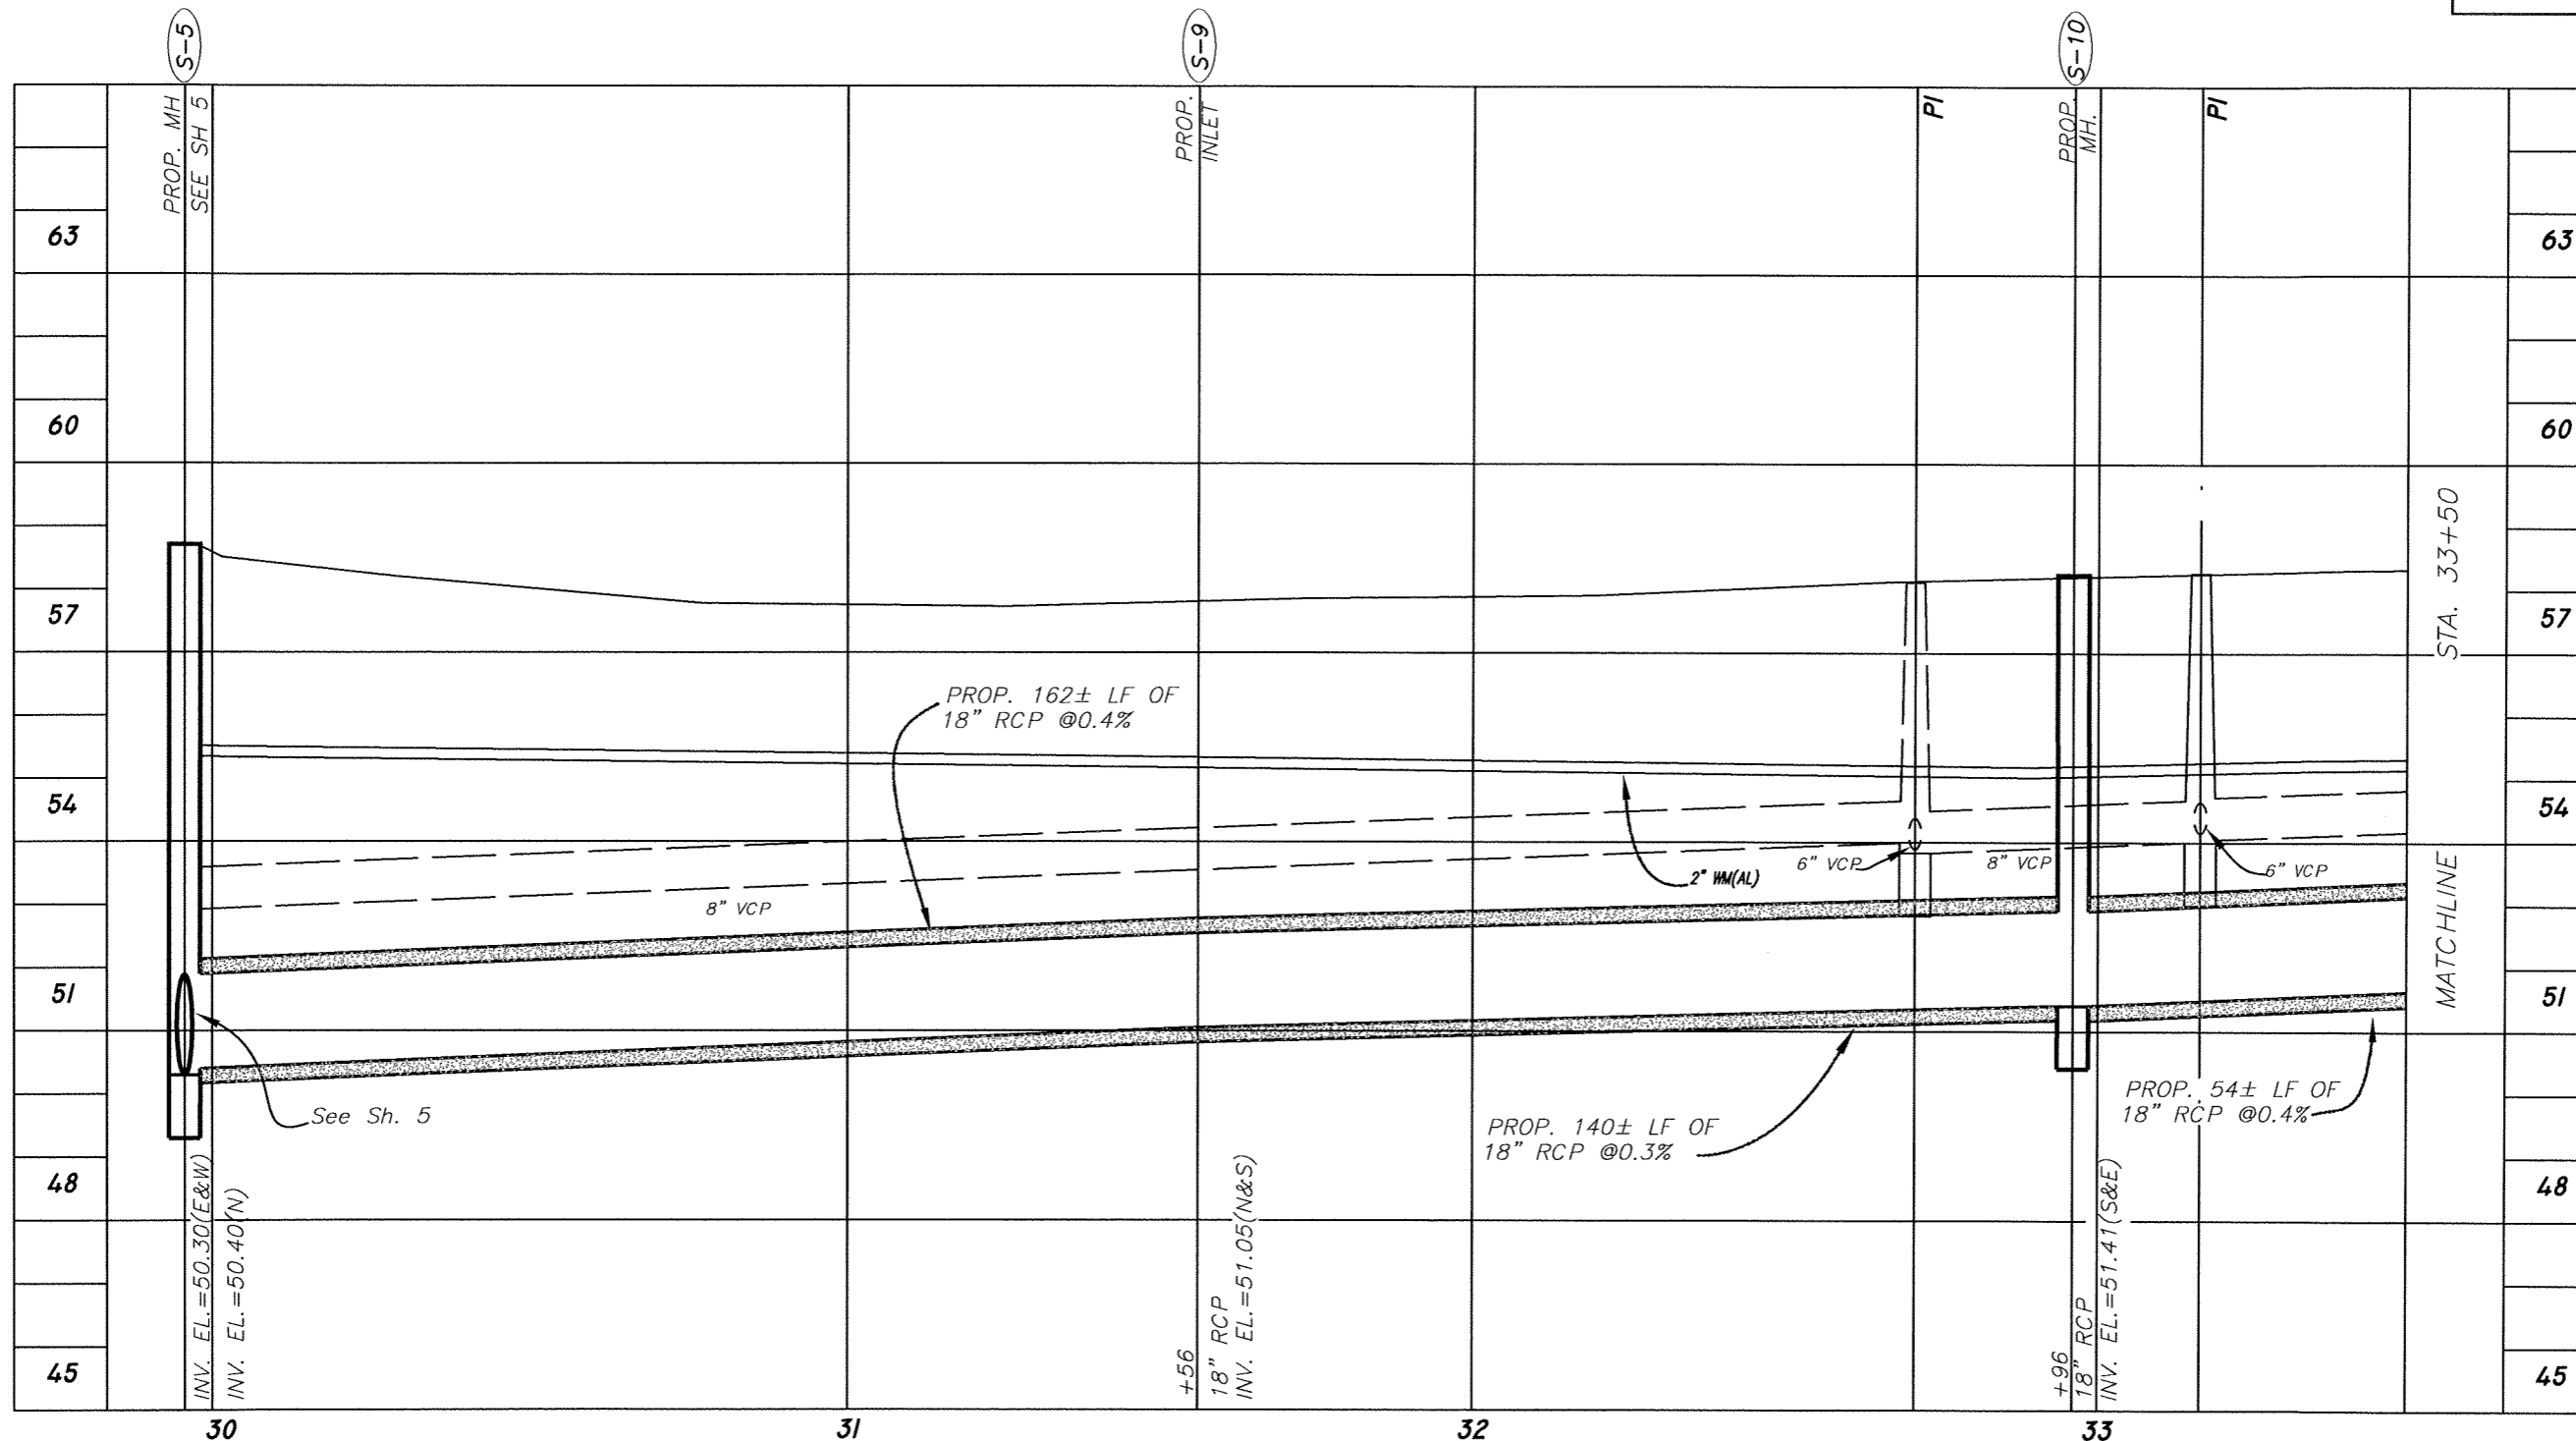 S-5
S-9
S-10
PROP. MH
SEE SH 5
PROP.
INLET
PI
PROP.
MH.
PI
63
63
60
60
57
57
54
54
51
51
48
48
45
45
PROP. 162± LF OF
18" RCP @0.4%
8" VCP
2" WM(AL)
6" VCP
8" VCP
6" VCP
STA. 33+50
MATCHLINE
See Sh. 5
PROP. 140± LF OF
18" RCP @0.3%
PROP. 54± LF OF
18" RCP @0.4%
INV. EL.=50.30(E&W)
INV. EL.=50.40(N)
+56
18" RCP
INV. EL.=51.05(N&S)
+96
18" RCP
INV. EL.=51.41(S&E)
30
31
32
33